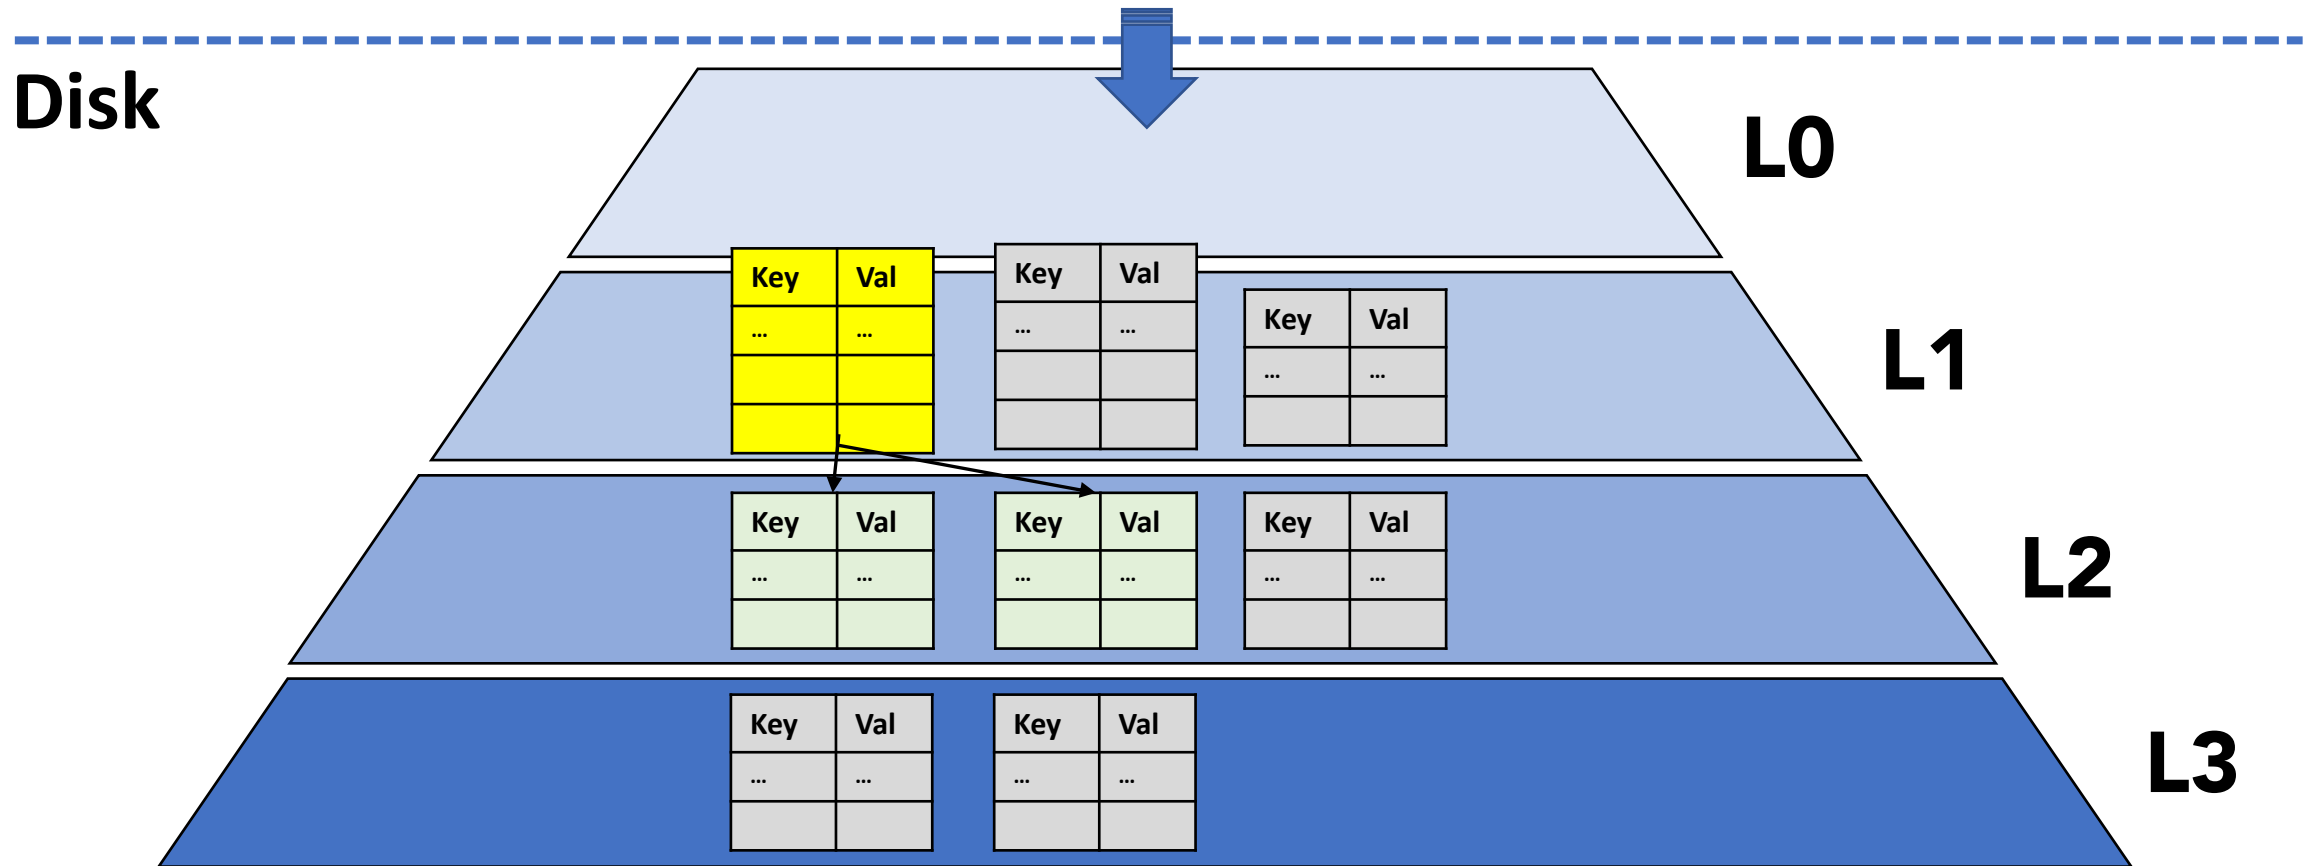 Disk
L0
Key Val
… …
Key Val
… …
Key Val
… …
L1
Key Val
… …
Key Val
… …
Key Val
… …
L2
Key Val
… …
Key Val
… …
L3